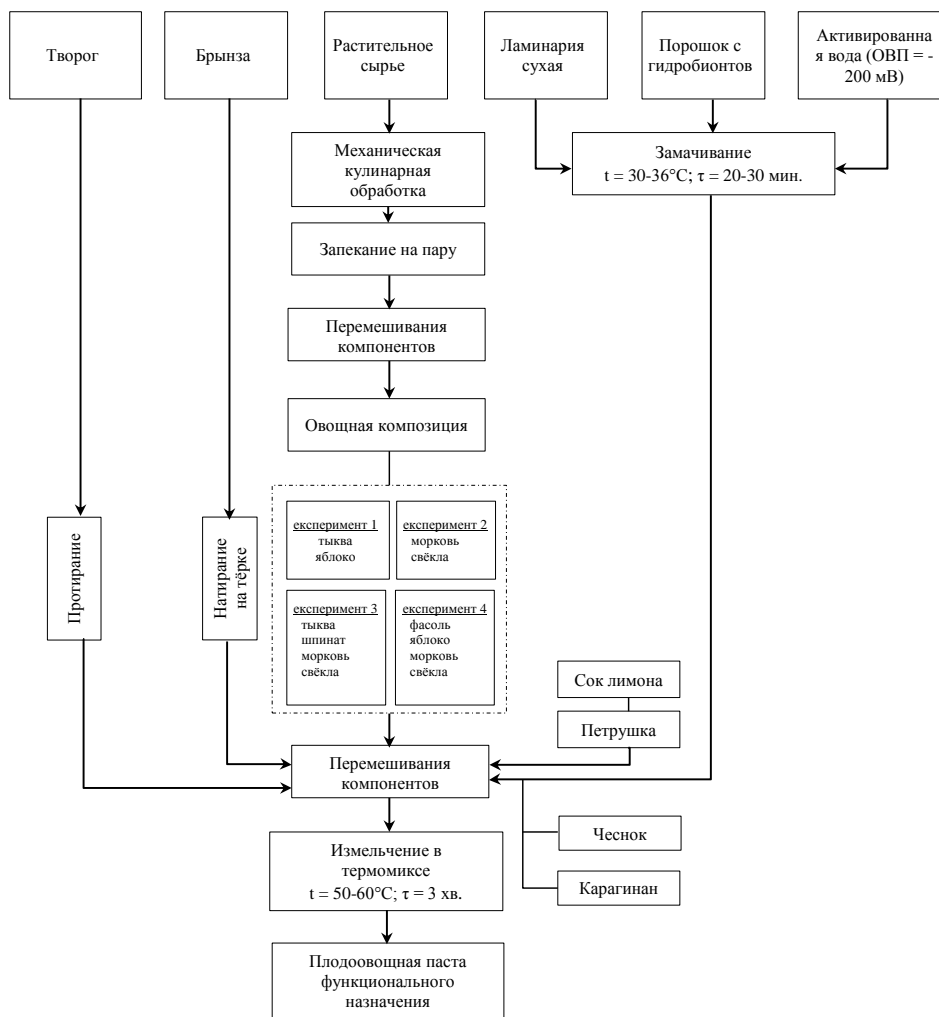 Творог
Брынза
Растительное
сырье
Ламинария
сухая
Порошок с
гидробионтов
Активированна
я вода (ОВП = -
200 мВ)
Механическая
кулинарная
обработка
Замачивание
t = 30-36°С; τ = 20-30 мин.
Запекание на пару
Перемешивания
компонентов
Овощная композиция
експеримент 1
тыква
яблоко
експеримент 2
морковь
свёкла
експеримент 3
тыква
шпинат
морковь
свёкла
експеримент 4
фасоль
яблоко
морковь
свёкла
Протирание
Натирание
на тёрке
Сок лимона
Петрушка
Перемешивания
компонентов
Чеснок
Карагинан
Измельчение в
термомиксе
t = 50-60°С; τ = 3 хв.
Плодоовощная паста
функционального
назначения